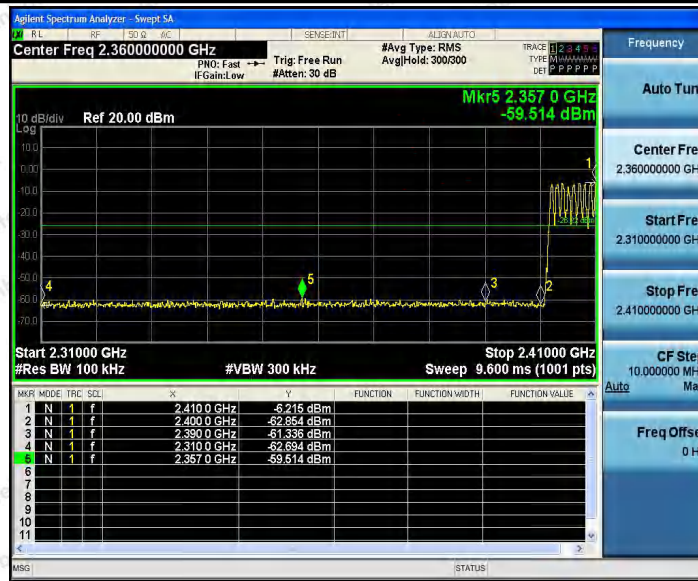 Agilent Spectrum Analyzer - Swept SA
RL RF 50 Ω AC SENSE:INT ALIGN AUTO
Center Freq 2.360000000 GHz
PNO: Fast
IFGain:Low
Trig: Free Run
#Atten: 30 dB
#Avg Type: RMS
Avg|Hold: 300/300
TRACE 1 2 3 4 5 6
TYPE M
DET P P P P P P
Mkr5 2.357 0 GHz
-59.514 dBm
10 dB/div Ref 20.00 dBm
Log
10.0
0.00
-10.0
-20.0
-30.0
-40.0
-50.0
-60.0
-70.0
1
2
3
4
5
Start 2.31000 GHz
Stop 2.41000 GHz
#Res BW 100 kHz
#VBW 300 kHz
Sweep 9.600 ms (1001 pts)
MKR MODE TRC SCL X Y FUNCTION FUNCTION WIDTH FUNCTION VALUE
1 N 1 f 2.410 0 GHz -6.215 dBm
2 N 1 f 2.400 0 GHz -62.854 dBm
3 N 1 f 2.390 0 GHz -61.336 dBm
4 N 1 f 2.310 0 GHz -62.694 dBm
5 N 1 f 2.357 0 GHz -59.514 dBm
6
7
8
9
10
11
MSG STATUS
Frequency
Auto Tun
Center Fre
2.360000000 GH
Start Fre
2.310000000 GH
Stop Fre
2.410000000 GH
CF Ste
10.000000 MH
Auto Ma
Freq Offse
0 H